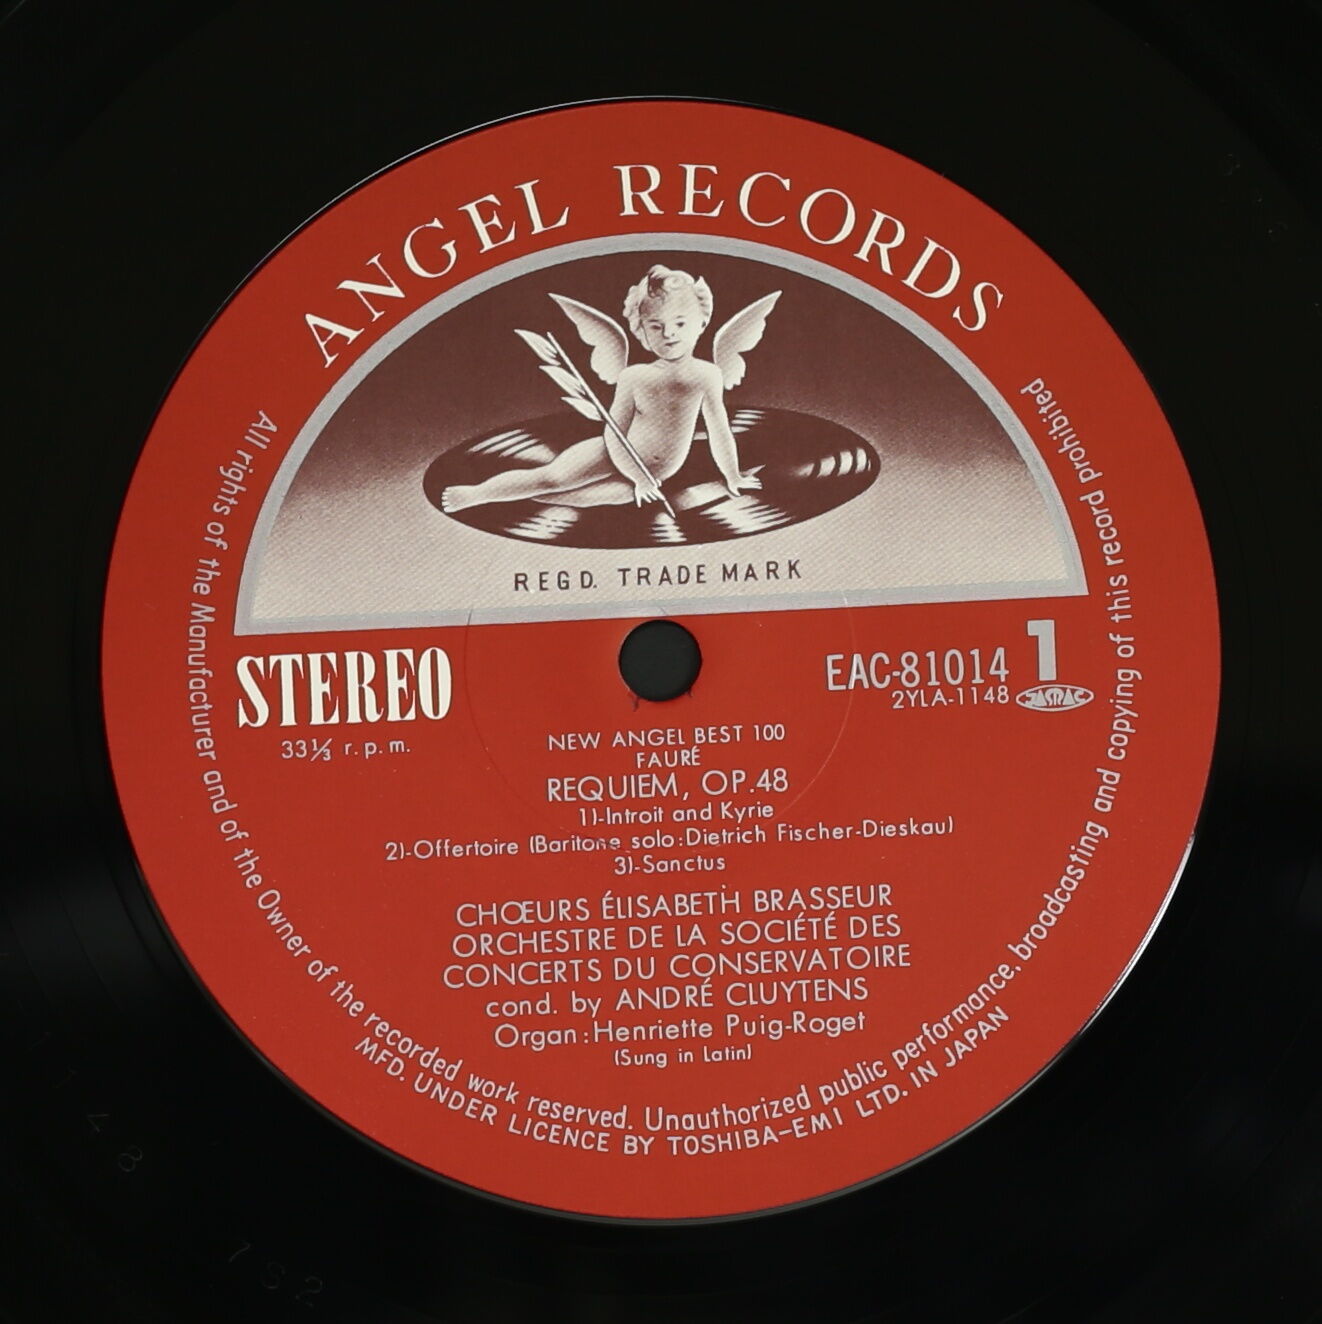 ANGEL RECORDS
REGD. TRADE MARK
STEREO
33⅓ r.p.m.
EAC-81014 1
2YLA-1148 JASRAC
NEW ANGEL BEST 100
FAURÉ
REQUIEM, OP.48
1)-Introit and Kyrie
2)-Offertoire (Baritone solo:Dietrich Fischer-Dieskau)
3)-Sanctus
CHŒURS ÉLISABETH BRASSEUR
ORCHESTRE DE LA SOCIÉTÉ DES
CONCERTS DU CONSERVATOIRE
cond. by ANDRÉ CLUYTENS
Organ:Henriette Puig-Roget
(Sung in Latin)
All rights of the Manufacturer and of the Owner of the recorded work reserved. Unauthorized public performance, broadcasting and copying of this record prohibited
MFD. UNDER LICENCE BY TOSHIBA-EMI LTD. IN JAPAN